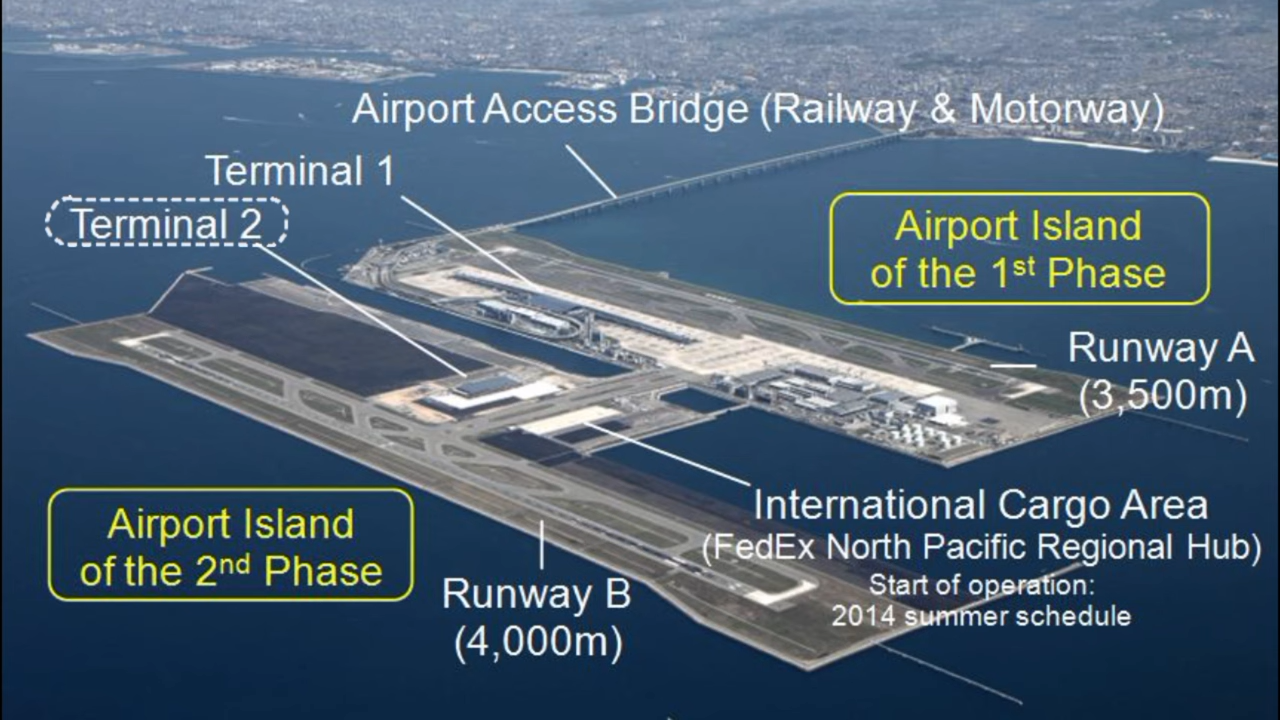 Airport Access Bridge (Railway & Motorway)
Terminal 1
Terminal 2
Airport Island
of the 1st Phase
Runway A
(3,500m)
International Cargo Area
(FedEx North Pacific Regional Hub)
Start of operation:
2014 summer schedule
Airport Island
of the 2nd Phase
Runway B
(4,000m)